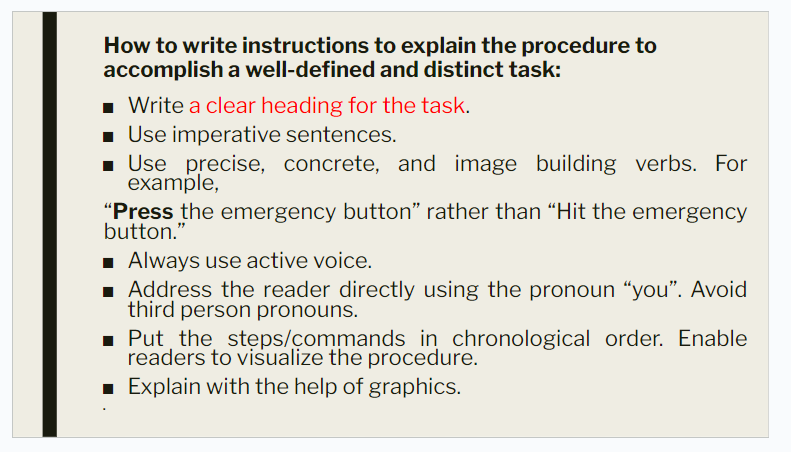 How to write instructions to explain the procedure to
accomplish a well-defined and distinct task:
■ Write a clear heading for the task.
■ Use imperative sentences.
■ Use precise, concrete, and image building verbs. For
example,
“Press the emergency button” rather than “Hit the emergency
button.”
■ Always use active voice.
■ Address the reader directly using the pronoun “you”. Avoid
third person pronouns.
■ Put the steps/commands in chronological order. Enable
readers to visualize the procedure.
■ Explain with the help of graphics.
.